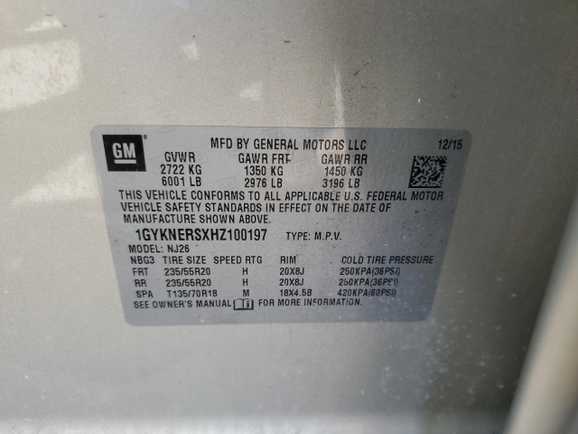 GM
MFD BY GENERAL MOTORS LLC 12/15
GVWR GAWR FRT GAWR RR
2722 KG 1350 KG 1450 KG
6001 LB 2976 LB 3196 LB
THIS VEHICLE CONFORMS TO ALL APPLICABLE U.S. FEDERAL MOTOR
VEHICLE SAFETY STANDARDS IN EFFECT ON THE DATE OF
MANUFACTURE SHOWN ABOVE.
1GYKNERSXHZ100197 TYPE: M.P.V.
MODEL: NJ26
NBG3 TIRE SIZE SPEED RTG RIM COLD TIRE PRESSURE
FRT 235/55R20 H 20X8J 250KPA(36PSI)
RR 235/55R20 H 20X8J 250KPA(36PSI)
SPA T135/70R18 M 18X4.5B 420KPA(60PSI)
SEE OWNER'S MANUAL FOR MORE INFORMATION.